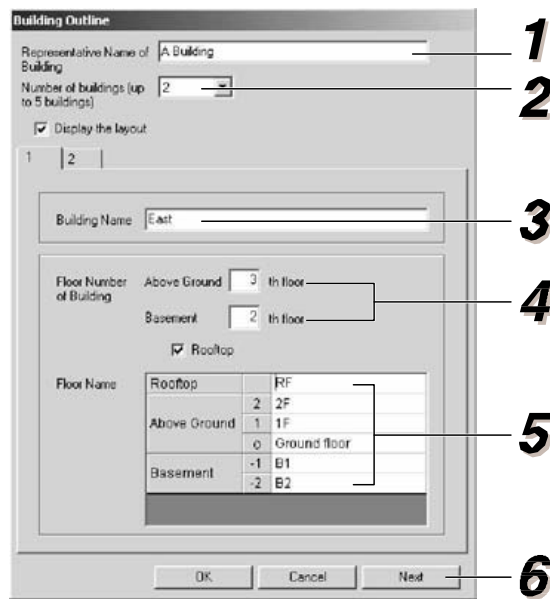 Building Outline
Representative Name of Building
A Building
1
Number of buildings (up to 5 buildings)
2
2
Display the layout
1 2
Building Name East
3
Floor Number of Building
Above Ground 3 th floor
Basement 2 th floor
4
Rooftop
Floor Name
Rooftop RF
Above Ground
2 2F
1 1F
0 Ground floor
5
Basement
-1 B1
-2 B2
OK Cancel Next
6